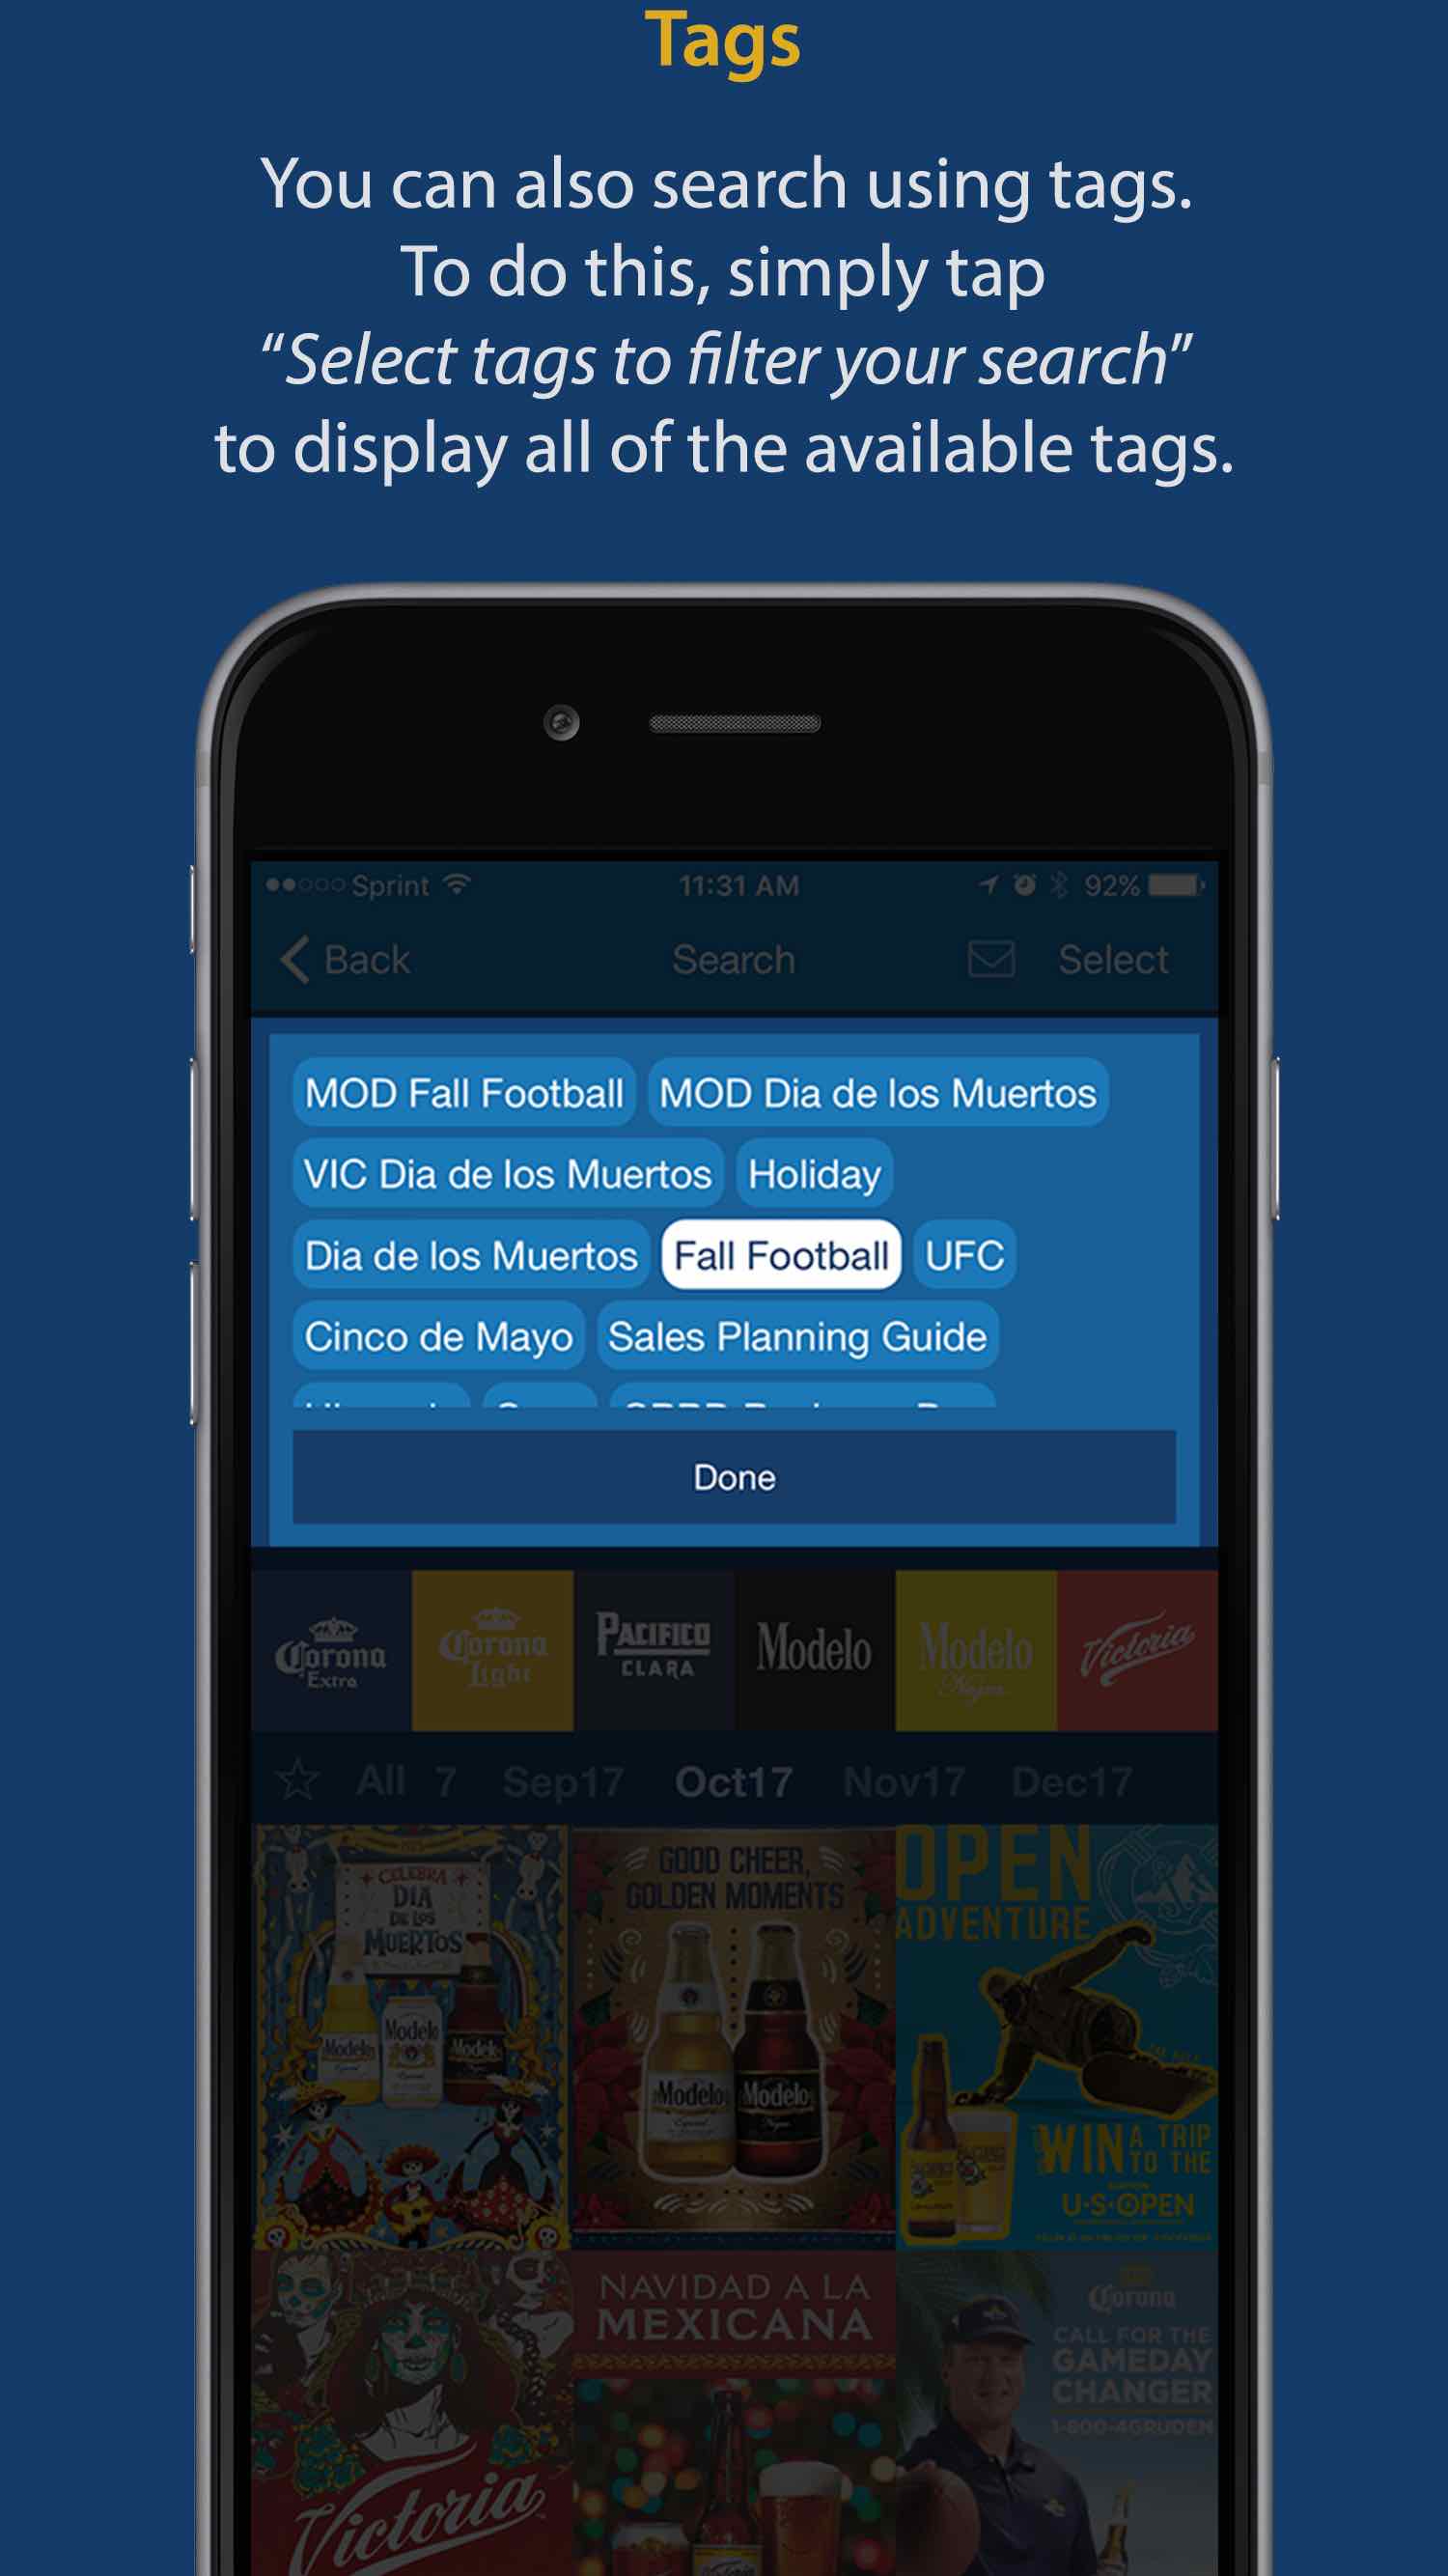 Tags
You can also search using tags.
To do this, simply tap
“Select tags to filter your search”
to display all of the available tags.
Sprint 11:31 AM 92%
Back Search Select
MOD Fall Football MOD Dia de los Muertos
VIC Dia de los Muertos Holiday
Dia de los Muertos Fall Football UFC
Cinco de Mayo Sales Planning Guide
Done
Corona Extra
Corona Light
PACIFICO CLARA
Modelo
Modelo Negra
Victoria
All 7 Sep17 Oct17 Nov17 Dec17
CELEBRA
DIA
DE LOS
MUERTOS
Modelo Modelo Modelo
GOOD CHEER,
GOLDEN MOMENTS
Modelo Modelo
OPEN
ADVENTURE
WIN A TRIP TO THE
U·S·OPEN
Victoria
NAVIDAD A LA
MEXICANA
Corona
CALL FOR THE
GAMEDAY
CHANGER
1-800-4GRUDEN